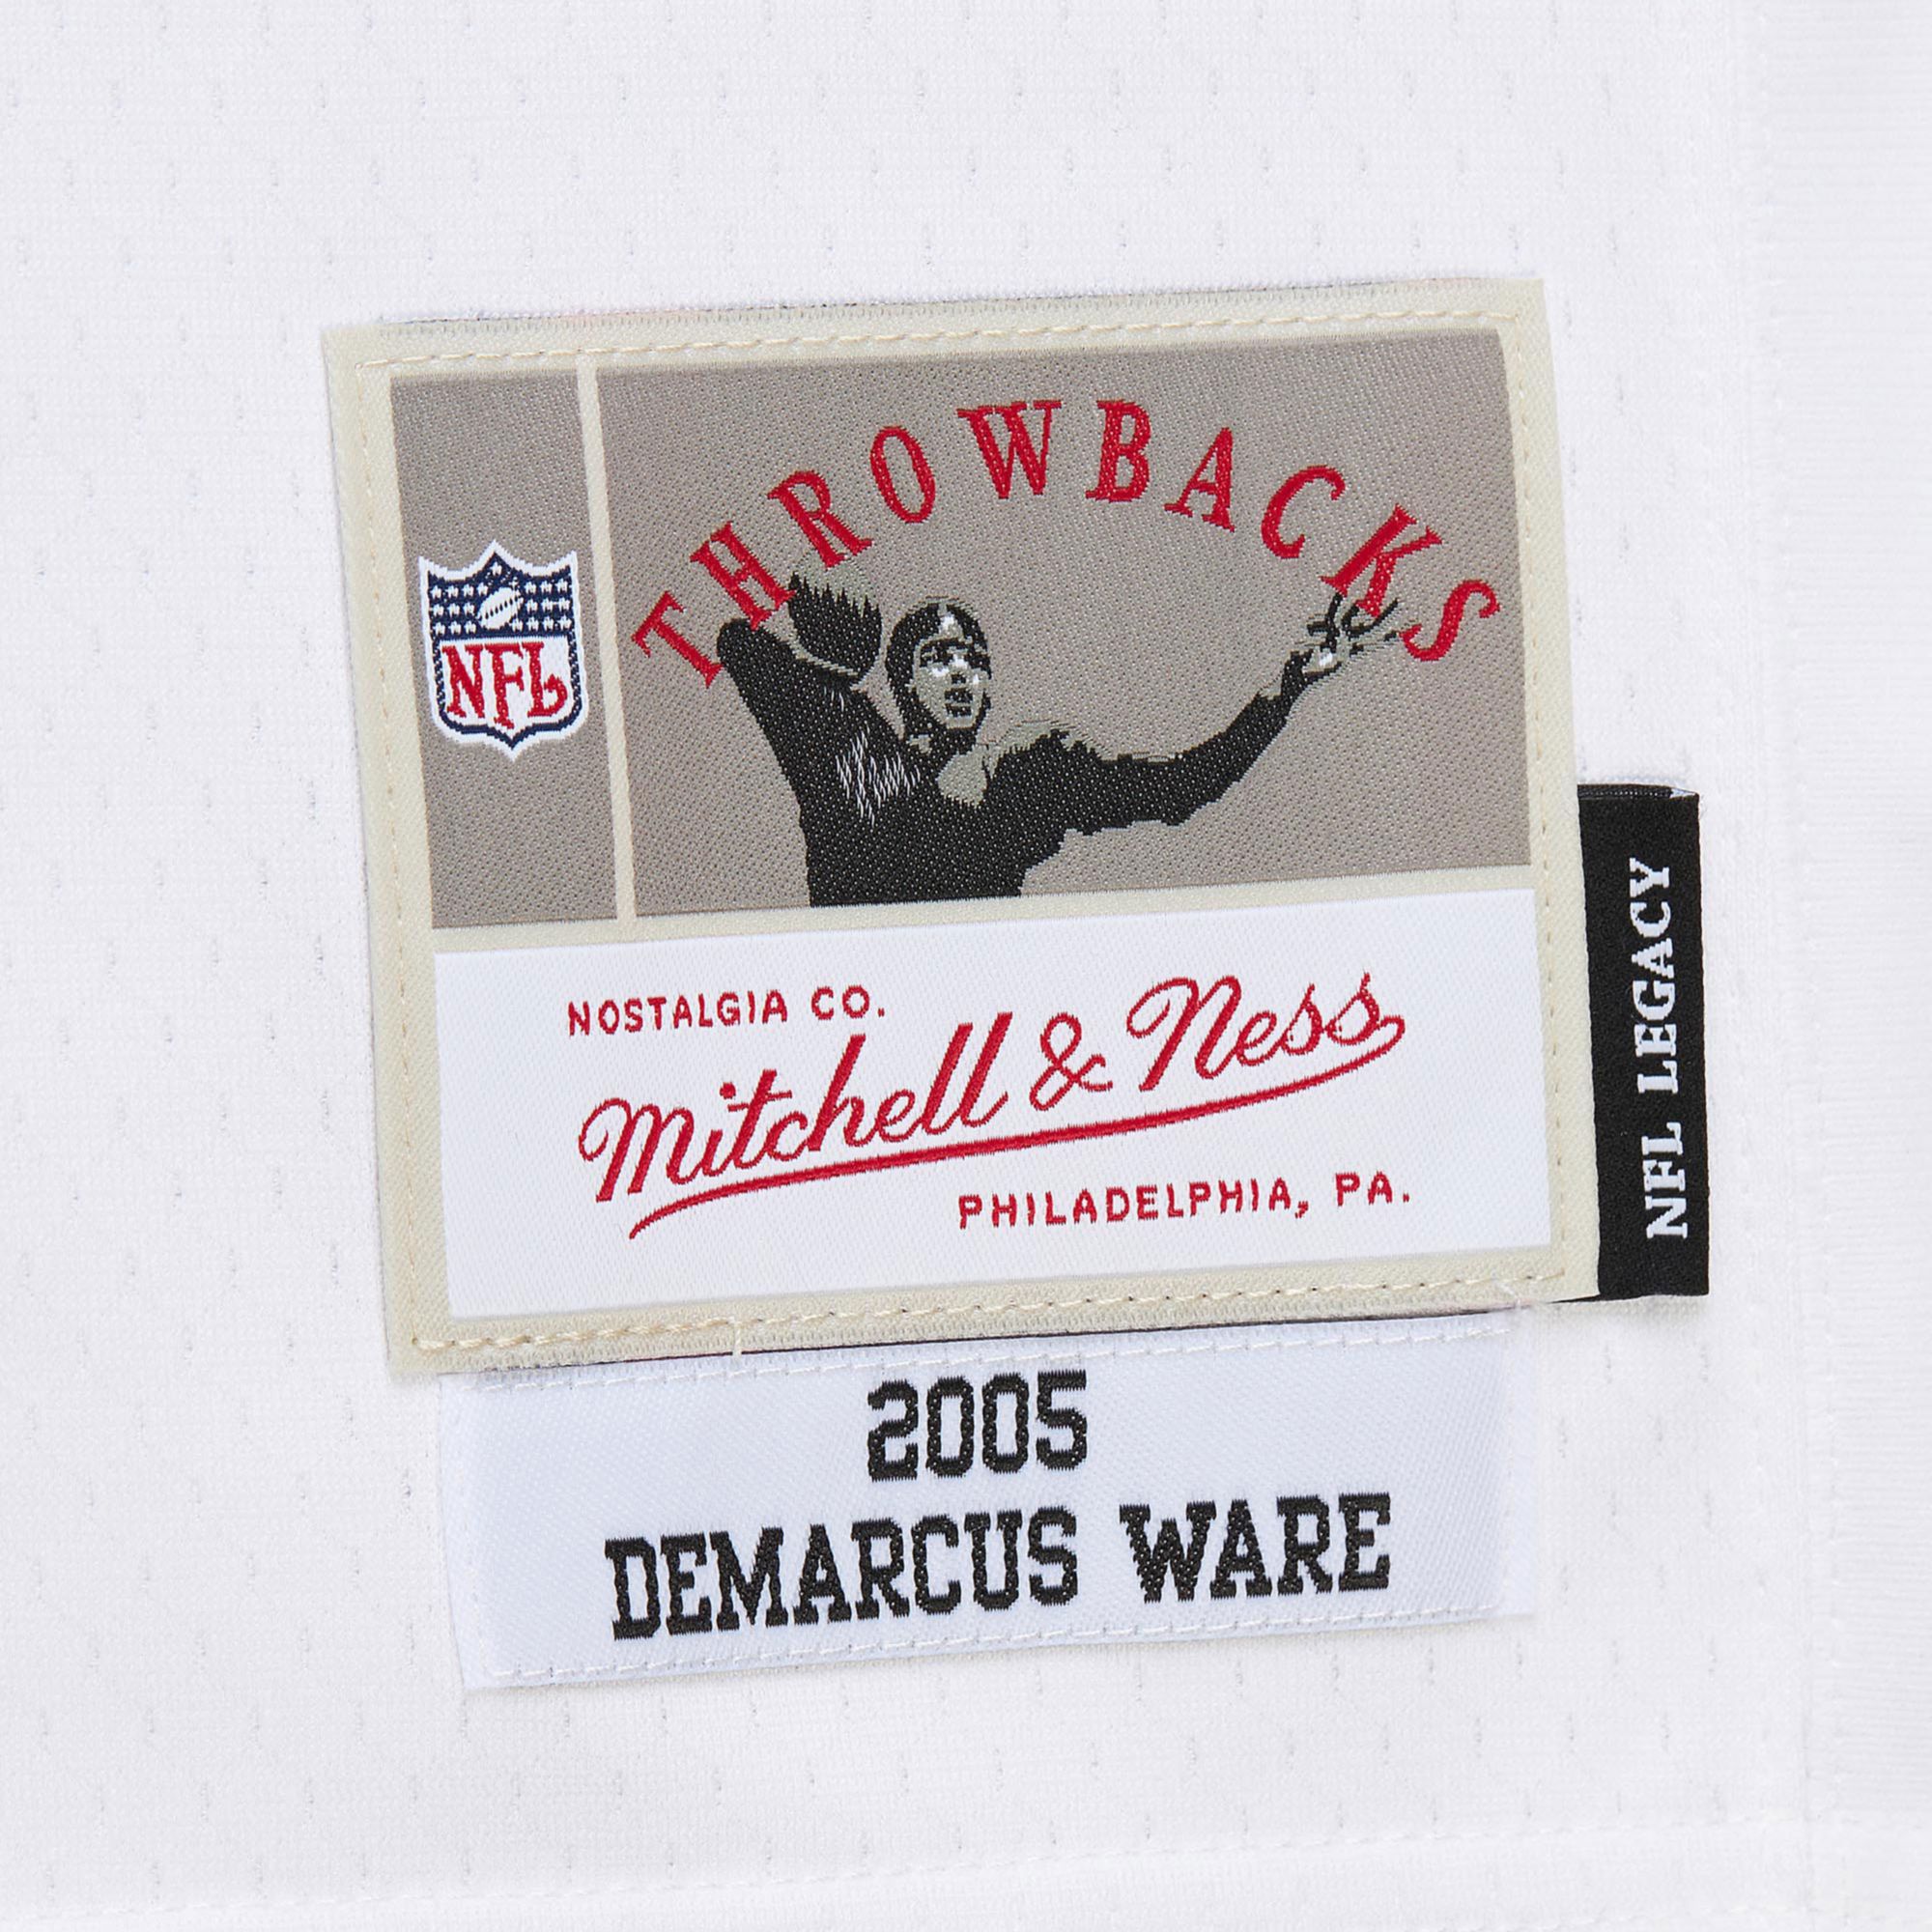 THROWBACKS
NFL
NOSTALGIA CO.
Mitchell & Ness
PHILADELPHIA, PA.
NFL LEGACY
2005
DEMARCUS WARE